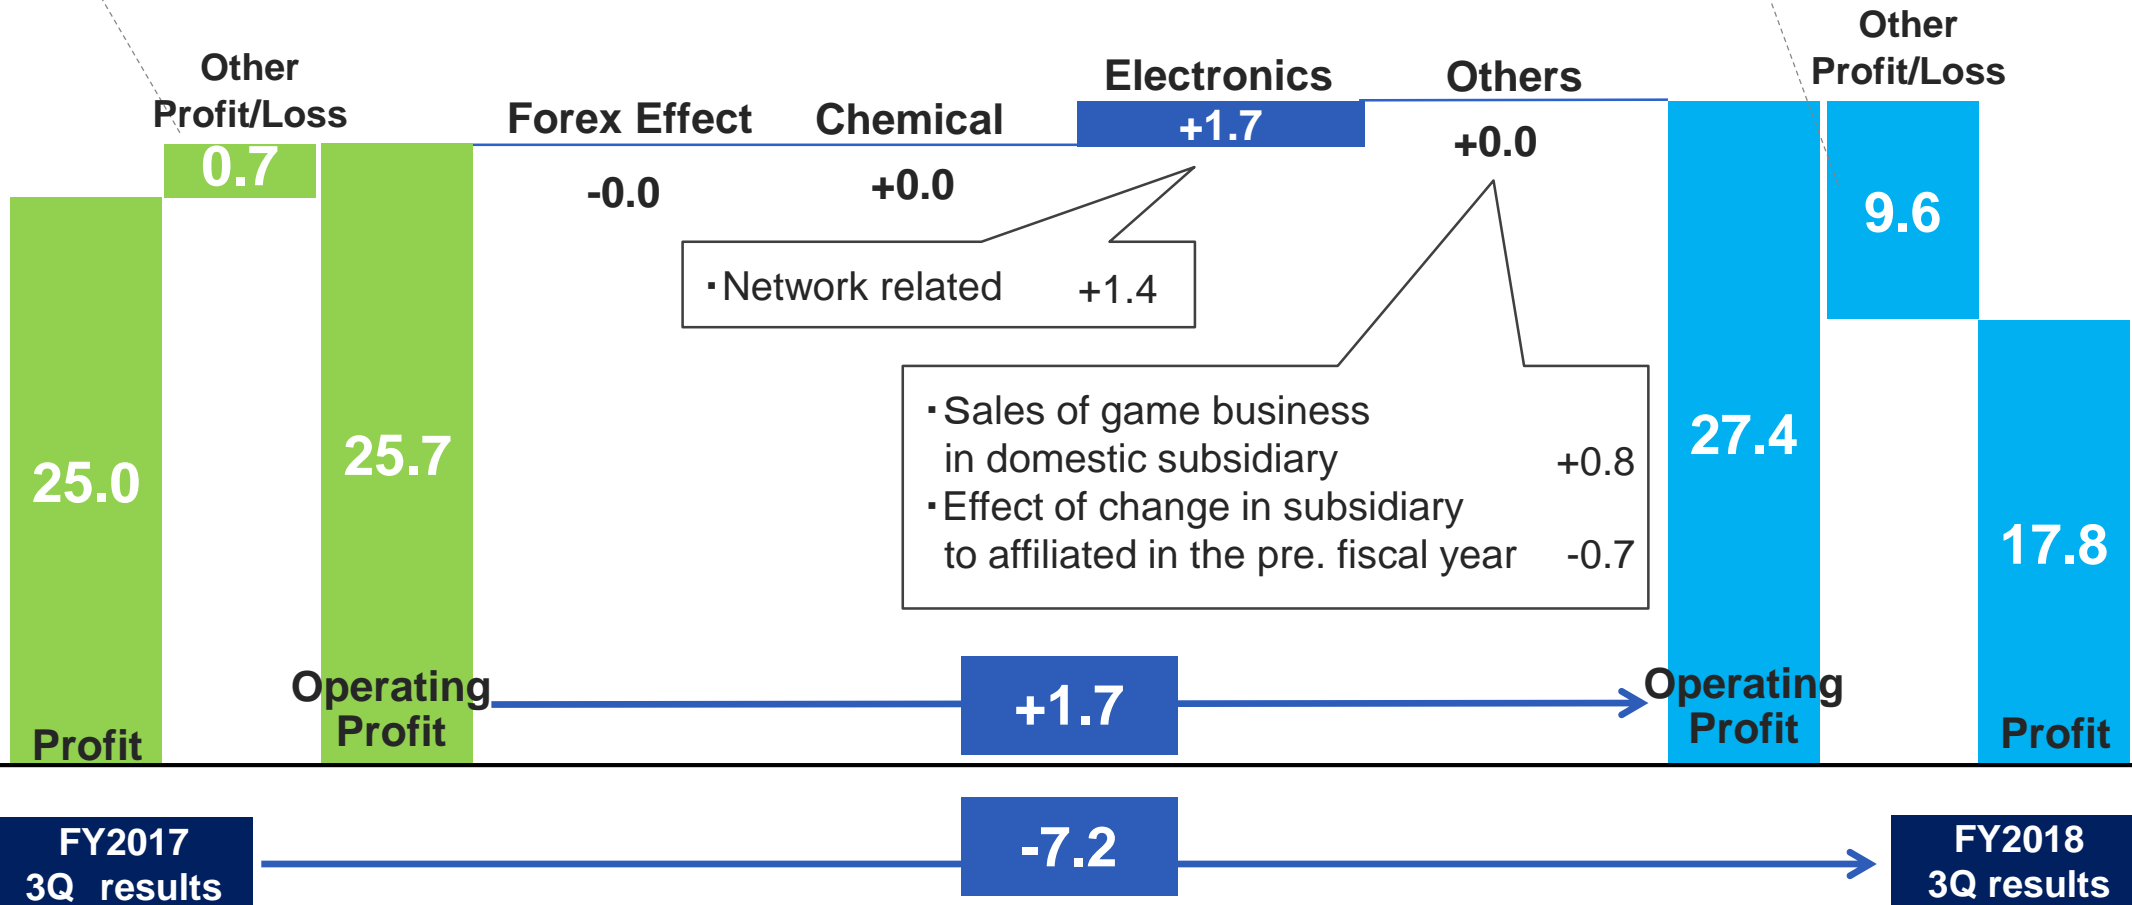 Other
Profit/Loss
0.7
25.0
Profit
25.7
Operating
Profit
Forex Effect
-0.0
Chemical
+0.0
Electronics
+1.7
・Network related +1.4
Others
+0.0
・Sales of game business
in domestic subsidiary +0.8
・Effect of change in subsidiary
to affiliated in the pre. fiscal year -0.7
27.4
Operating
Profit
Other
Profit/Loss
9.6
17.8
Profit
+1.7
FY2017
3Q results
-7.2
FY2018
3Q results